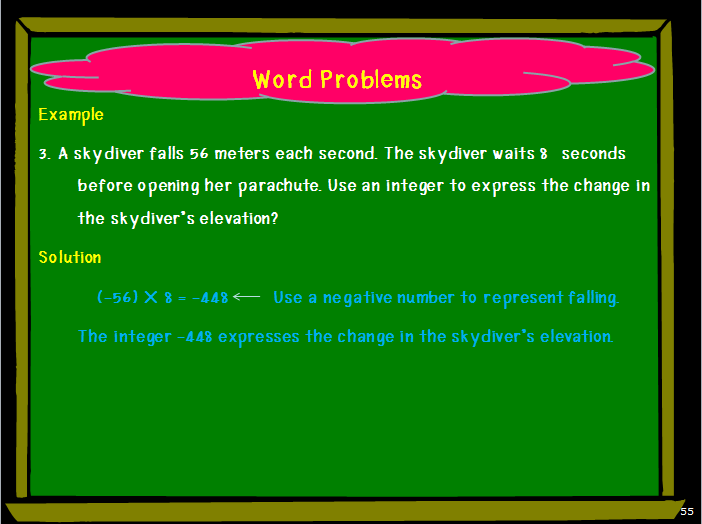 Word Problems
Example
3. A skydiver falls 56 meters each second. The skydiver waits 8 seconds
before opening her parachute. Use an integer to express the change in
the skydiver's elevation?
Solution
(-56) X 8 = -448 ← Use a negative number to represent falling.
The integer -448 expresses the change in the skydiver's elevation.
55